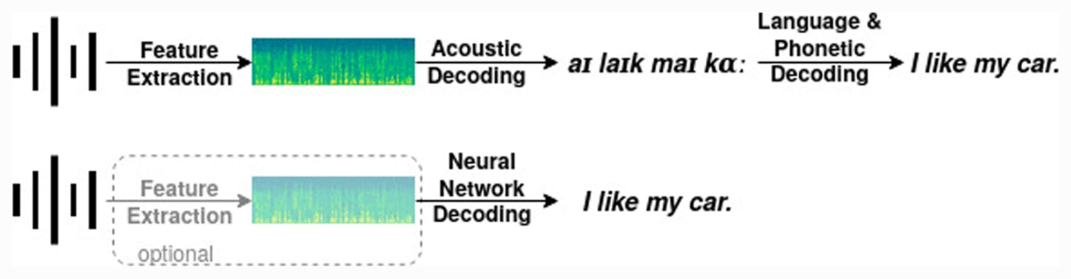 Feature
Extraction
Acoustic
Decoding
aɪ laɪk maɪ kɑː
Language &
Phonetic
Decoding
I like my car.
Feature
Extraction
optional
Neural
Network
Decoding
I like my car.